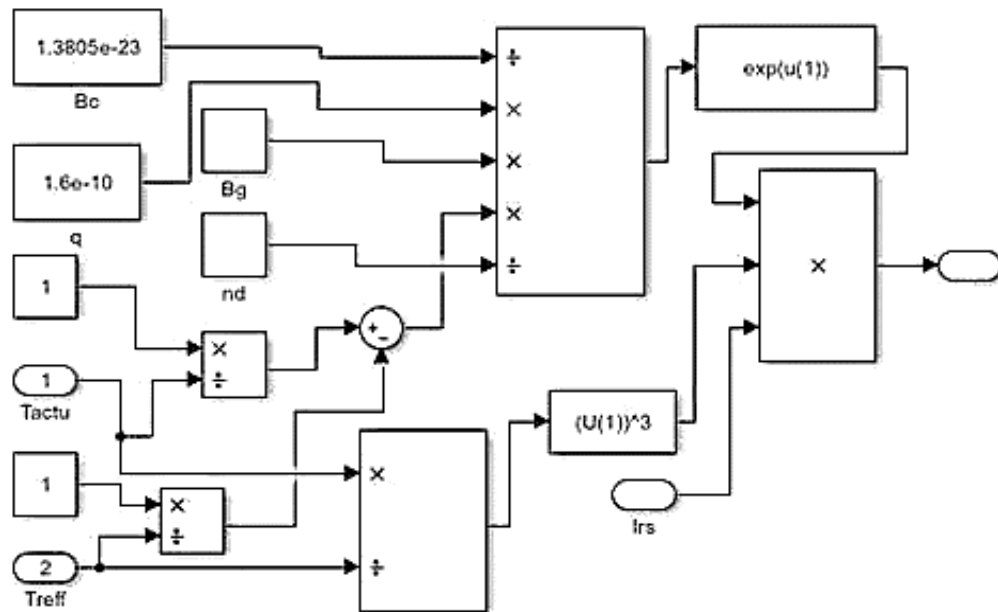 1.3805e-23
Bc
1.6e-10
q
Bg
nd
÷
×
×
×
÷
exp(u(1))
×
1
×
÷
+
−
1
Tactu
1
×
÷
2
Treff
×
÷
(U(1))^3
Irs